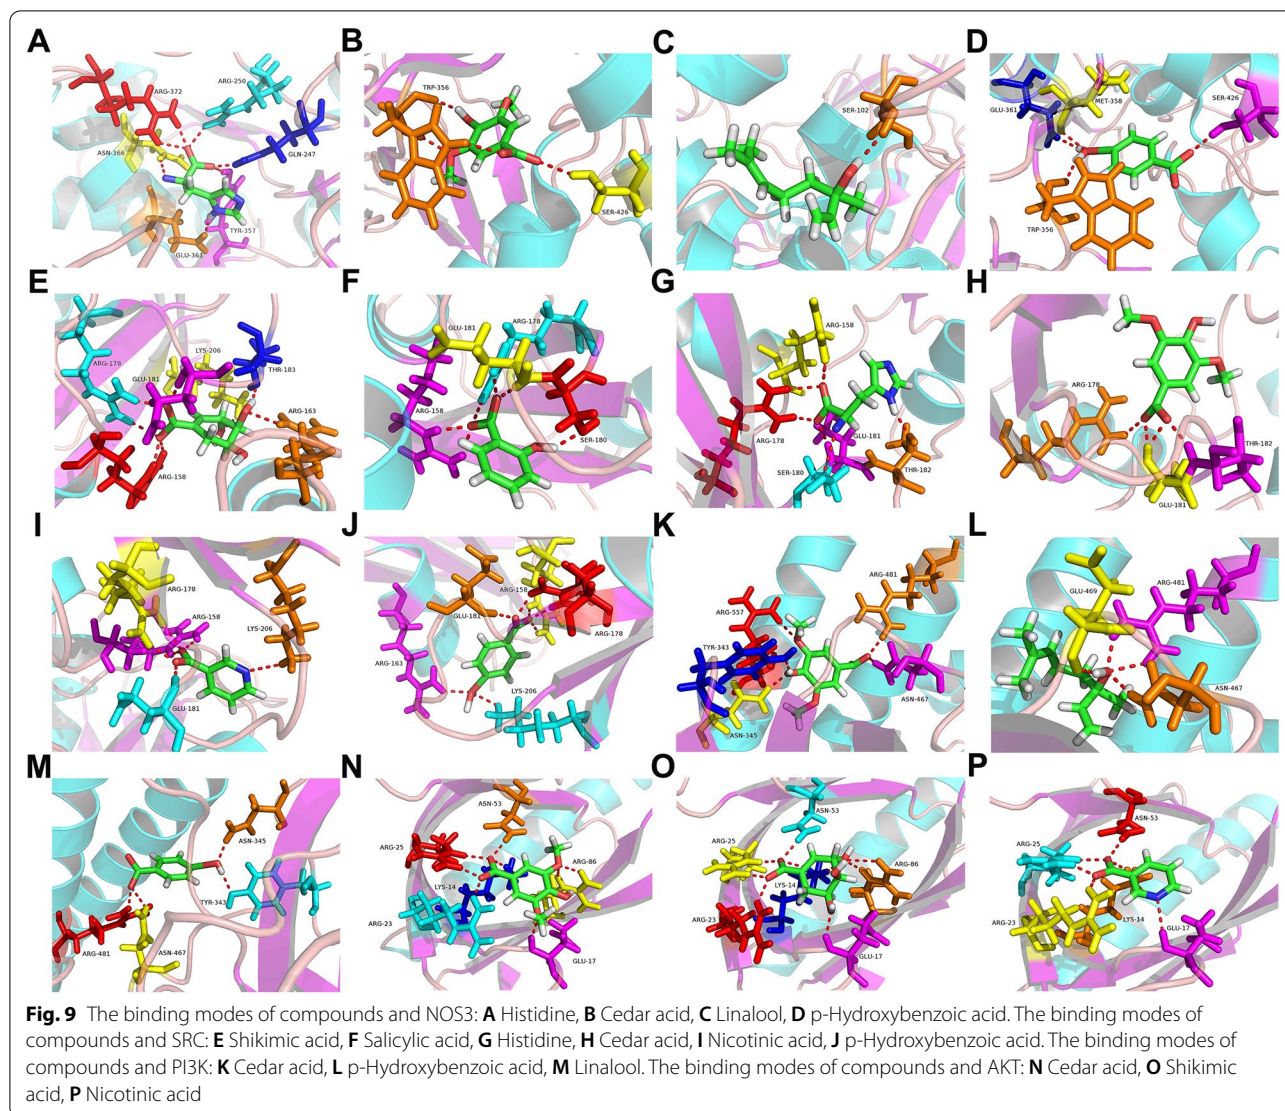 A
ARG-250
ARG-372
ASN-366
GLN-247
TYR-357
GLU-361
B
TRP-356
SER-426
C
SER-102
D
GLU-361
MET-358
SER-426
TRP-356
E
LYS-206
ARG-178
THR-183
GLU-181
ARG-163
ARG-158
F
GLU-181
ARG-178
ARG-158
SER-180
G
ARG-158
ARG-178
GLU-181
SER-180
THR-182
H
ARG-178
THR-182
GLU-181
I
ARG-178
ARG-158
LYS-206
GLU-181
J
ARG-158
GLU-181
ARG-178
ARG-163
LYS-206
K
ARG-481
ARG-557
TYR-343
ASN-467
ASN-345
L
ARG-481
GLU-469
ASN-467
M
ASN-345
TYR-343
ARG-481
ASN-467
N
ASN-53
ARG-25
ARG-86
LYS-14
ARG-23
GLU-17
O
ASN-53
ARG-25
ARG-86
LYS-14
ARG-23
GLU-17
P
ASN-53
ARG-25
ARG-23
LYS-14
GLU-17
Fig. 9 The binding modes of compounds and NOS3: A Histidine, B Cedar acid, C Linalool, D p-Hydroxybenzoic acid. The binding modes of
compounds and SRC: E Shikimic acid, F Salicylic acid, G Histidine, H Cedar acid, I Nicotinic acid, J p-Hydroxybenzoic acid. The binding modes of
compounds and PI3K: K Cedar acid, L p-Hydroxybenzoic acid, M Linalool. The binding modes of compounds and AKT: N Cedar acid, O Shikimic
acid, P Nicotinic acid